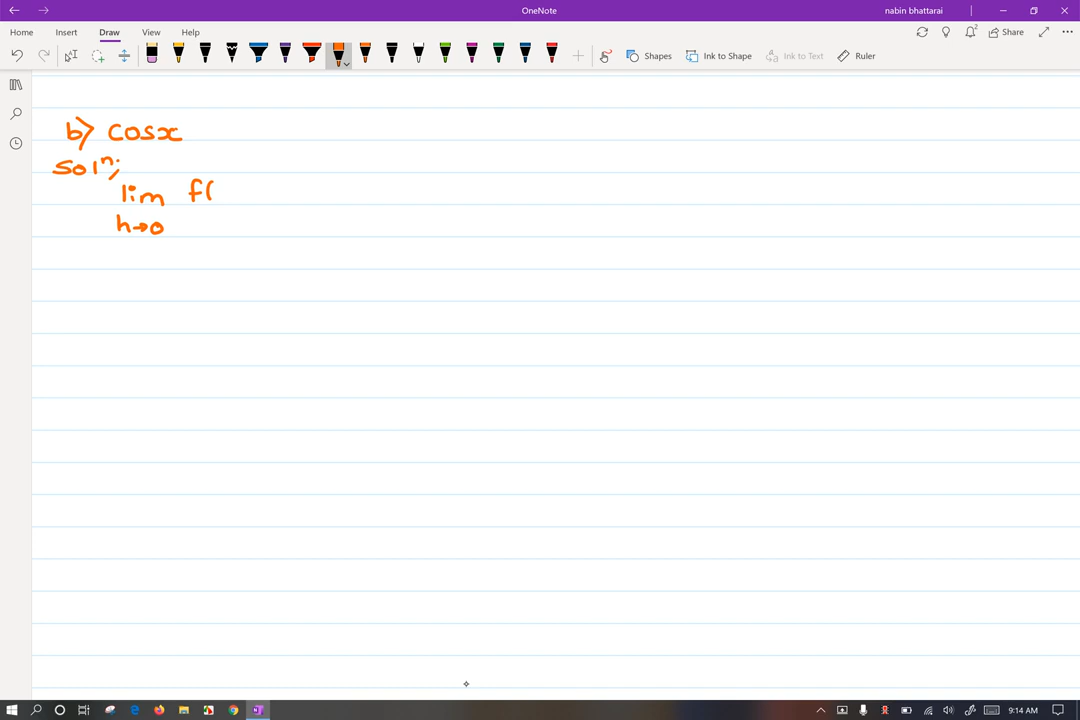 OneNote
nabin bhattarai
Home Insert Draw View Help
Share
Shapes Ink to Shape Ink to Text Ruler
b) cosx
Solⁿ;
lim f(
h→0
9:14 AM